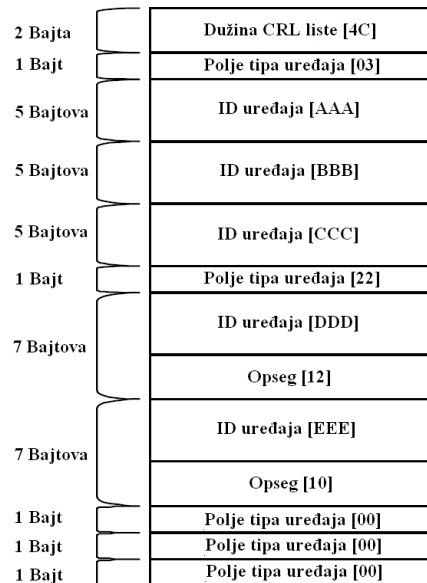 2 Bajta Dužina CRL liste [4C]
1 Bajt Polje tipa uređaja [03]
5 Bajtova ID uređaja [AAA]
5 Bajtova ID uređaja [BBB]
5 Bajtova ID uređaja [CCC]
1 Bajt Polje tipa uređaja [22]
ID uređaja [DDD]
7 Bajtova
Opseg [12]
ID uređaja [EEE]
7 Bajtova
Opseg [10]
1 Bajt Polje tipa uređaja [00]
1 Bajt Polje tipa uređaja [00]
1 Bajt Polje tipa uređaja [00]